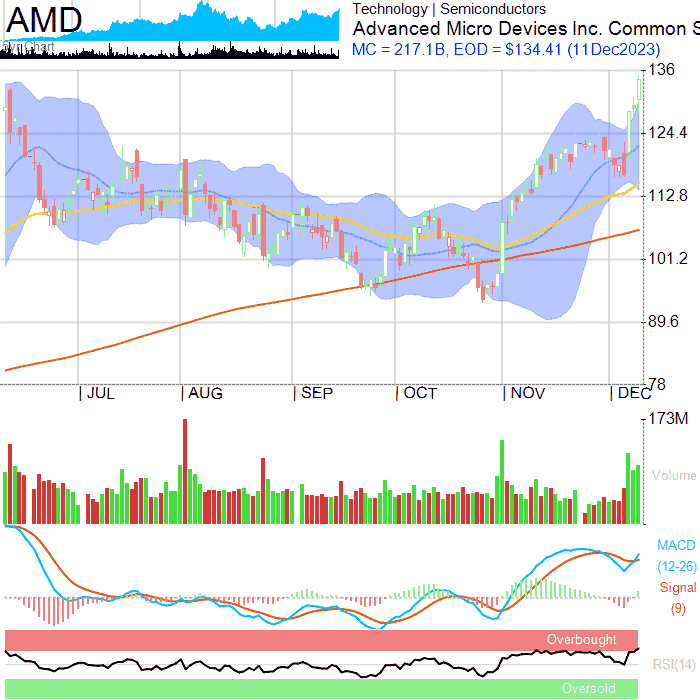 AMD
5yr Chart
Technology | Semiconductors
Advanced Micro Devices Inc. Common S
MC = 217.1B, EOD = $134.41 (11Dec2023)
136
124.4
112.8
101.2
89.6
78
| JUL | AUG | SEP | OCT | NOV | DEC
173M
Volume
MACD
(12-26)
Signal
(9)
Overbought
RSI(14)
Oversold